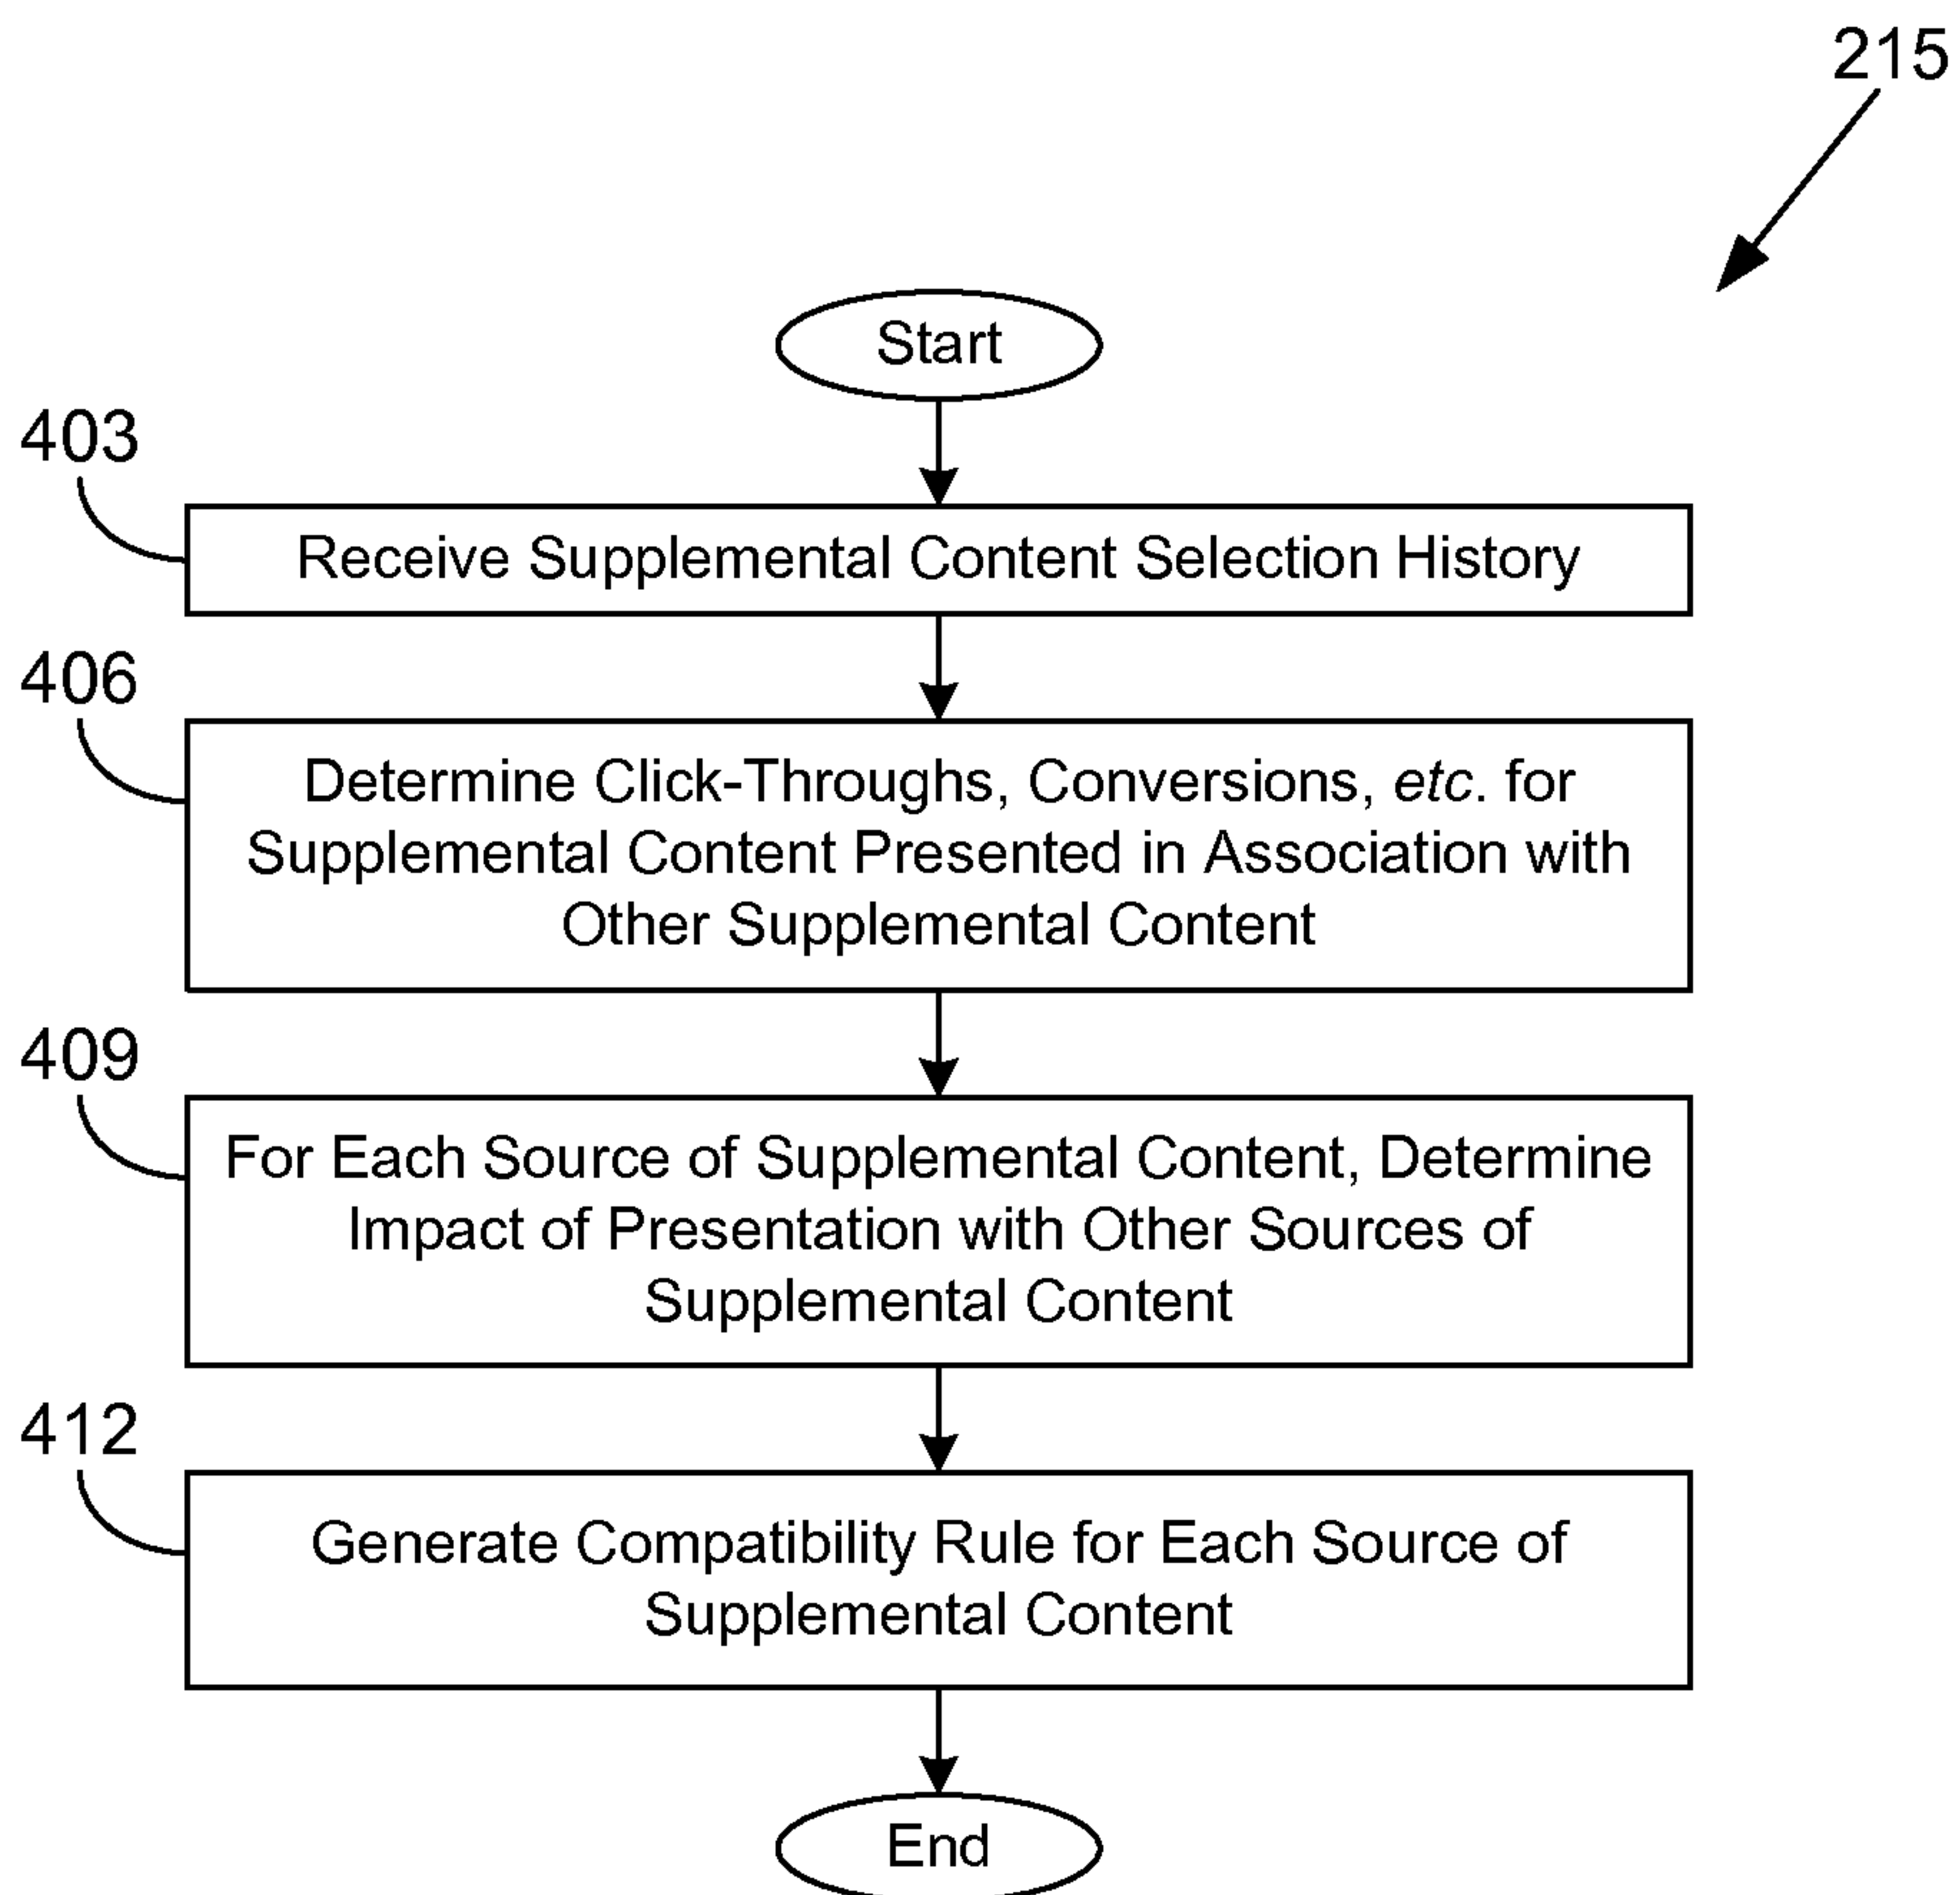 215
Start
403
Receive Supplemental Content Selection History
406
Determine Click-Throughs, Conversions, etc. for
Supplemental Content Presented in Association with
Other Supplemental Content
409
For Each Source of Supplemental Content, Determine
Impact of Presentation with Other Sources of
Supplemental Content
412
Generate Compatibility Rule for Each Source of
Supplemental Content
End